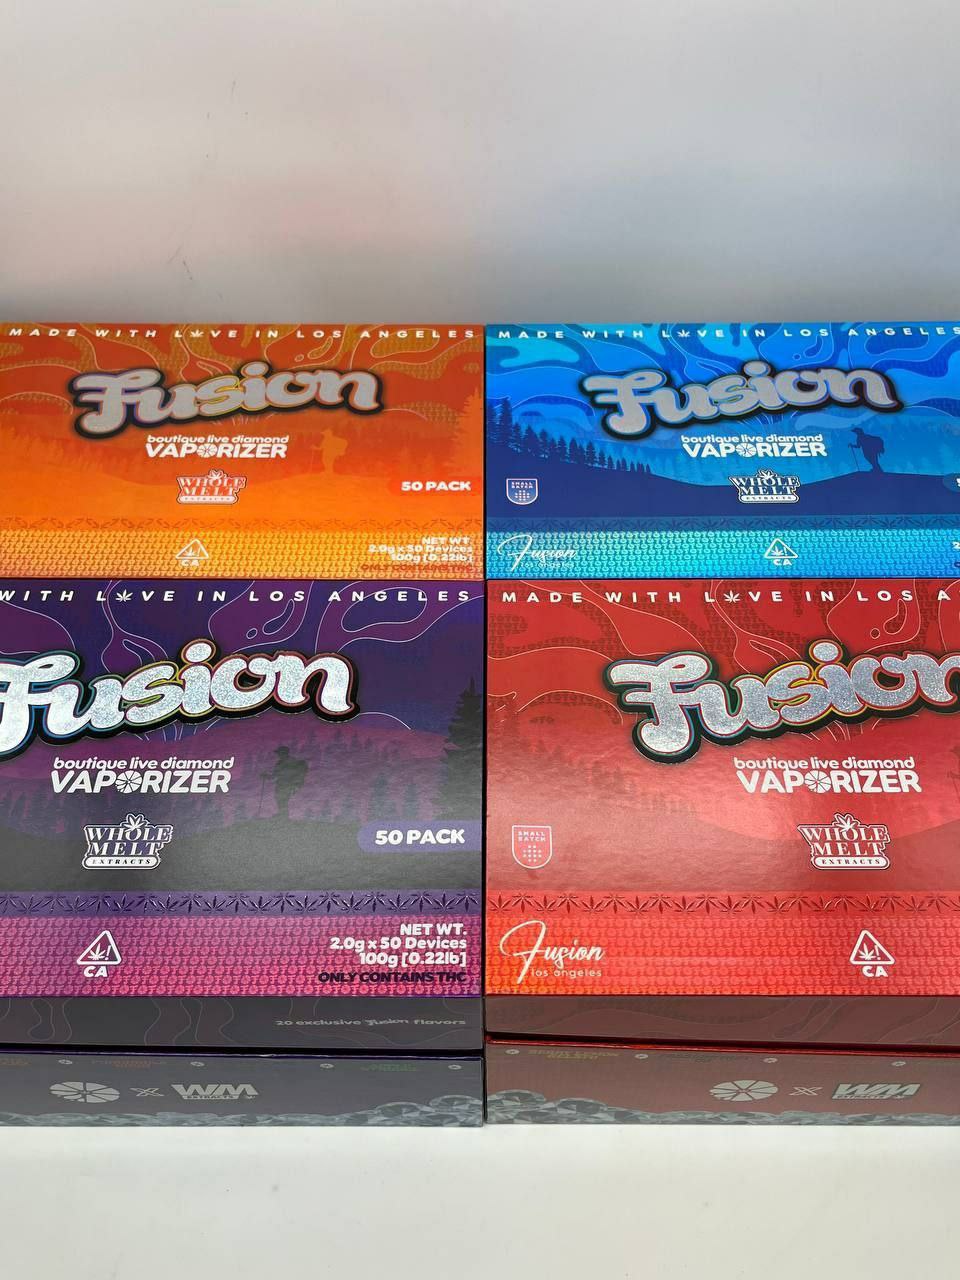 MADE WITH LOVE IN LOS ANGELES
Fusion
boutique live diamond
VAPORIZER
WHOLE
MELT
EXTRACTS
50 PACK
CA
NET WT.
2.0g x 50 Devices
100g [0.22lb]
ONLY CONTAINS THC
MADE WITH LOVE IN LOS ANGELES
Fusion
boutique live diamond
VAPORIZER
SMALL
BATCH
WHOLE
MELT
EXTRACTS
Fusion
los angeles
CA
WITH LOVE IN LOS ANGELES
Fusion
boutique live diamond
VAPORIZER
WHOLE
MELT
EXTRACTS
50 PACK
CA
NET WT.
2.0g x 50 Devices
100g [0.22lb]
ONLY CONTAINS THC
20 exclusive Fusion flavors
X WM
EXTRACTS
MADE WITH LOVE IN LOS A
Fusion
boutique live diamond
VAPORIZER
SMALL
BATCH
WHOLE
MELT
EXTRACTS
Fusion
los angeles
CA
X WM